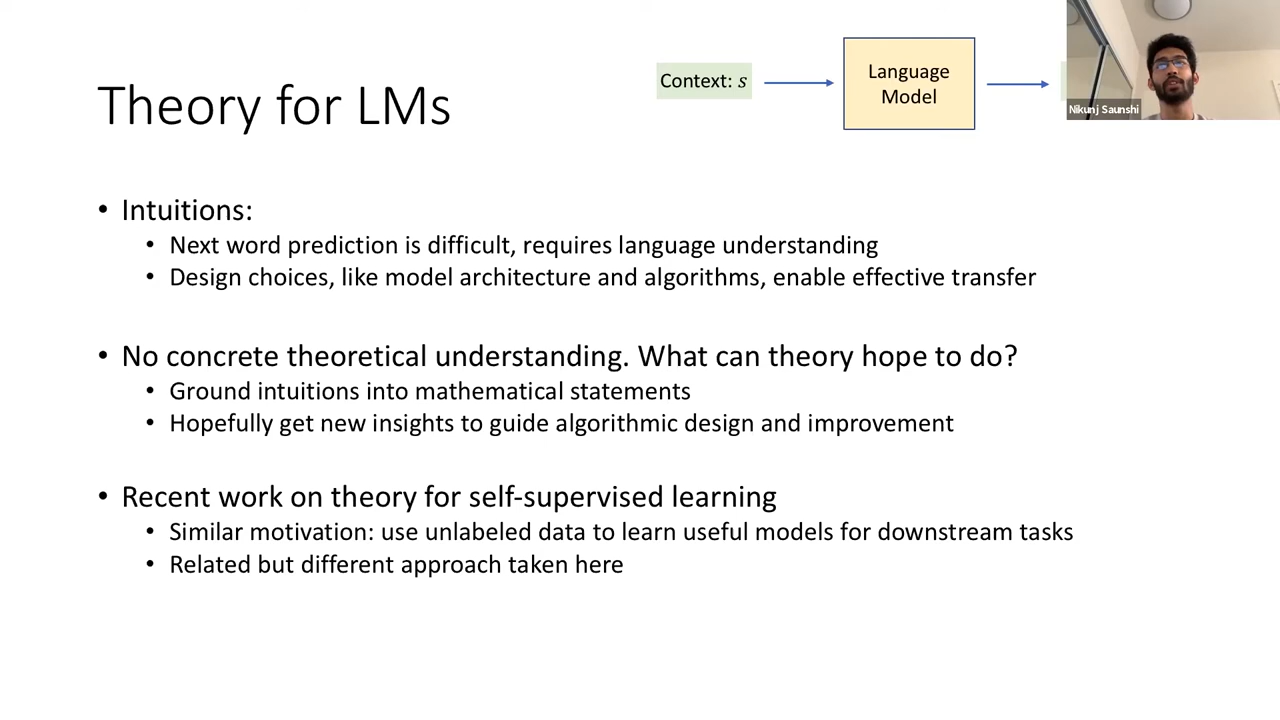 Theory for LMs
Context: s
Language
Model
Nikunj Saunshi
• Intuitions:
• Next word prediction is difficult, requires language understanding
• Design choices, like model architecture and algorithms, enable effective transfer
• No concrete theoretical understanding. What can theory hope to do?
• Ground intuitions into mathematical statements
• Hopefully get new insights to guide algorithmic design and improvement
• Recent work on theory for self-supervised learning
• Similar motivation: use unlabeled data to learn useful models for downstream tasks
• Related but different approach taken here